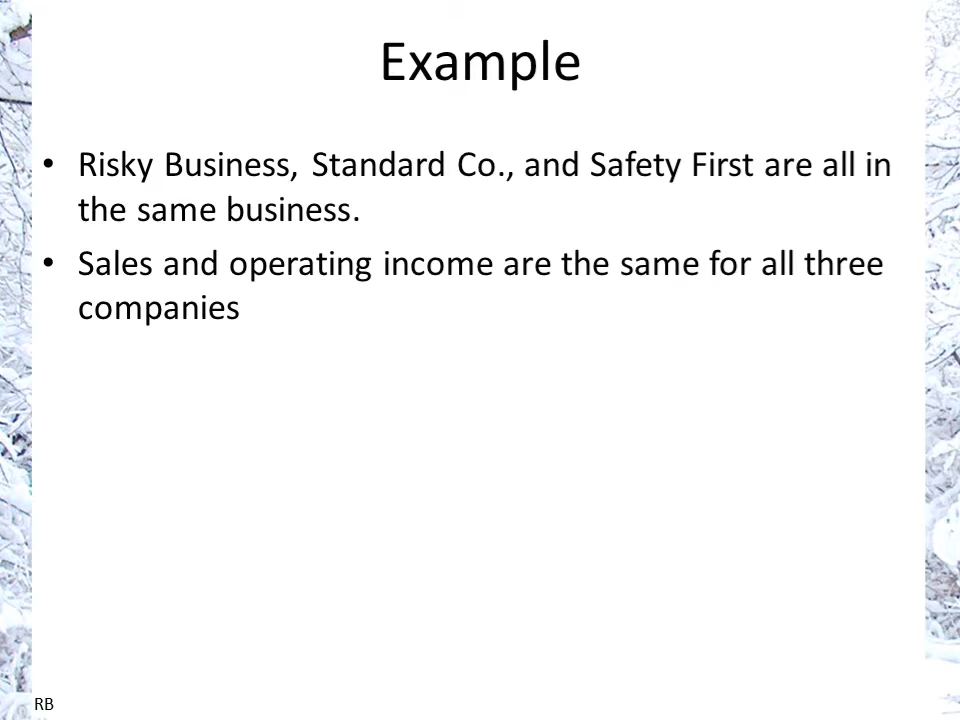 Example
• Risky Business, Standard Co., and Safety First are all in
the same business.
• Sales and operating income are the same for all three
companies
RB